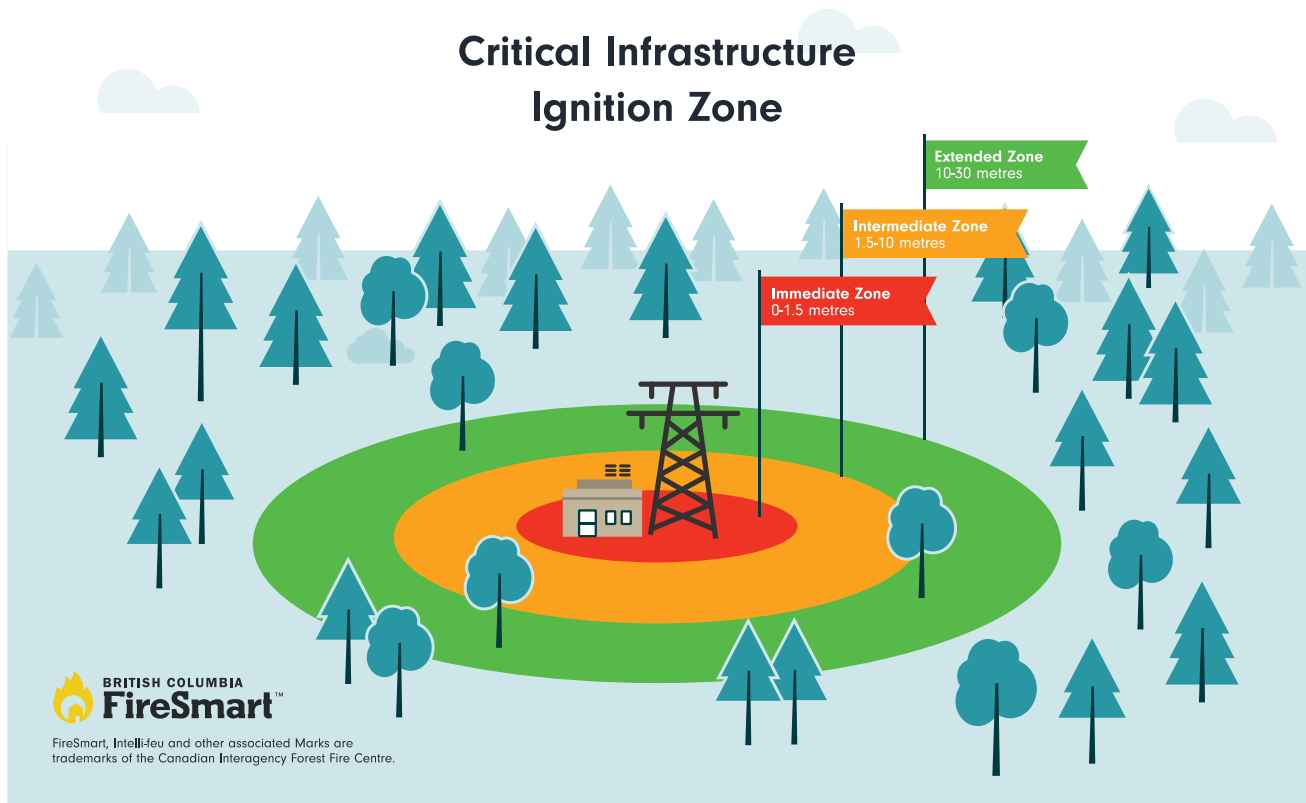 Critical Infrastructure
Ignition Zone
Extended Zone
10-30 metres
Intermediate Zone
1.5-10 metres
Immediate Zone
0-1.5 metres
BRITISH COLUMBIA
FireSmart™
FireSmart, Intelli-feu and other associated Marks are
trademarks of the Canadian Interagency Forest Fire Centre.